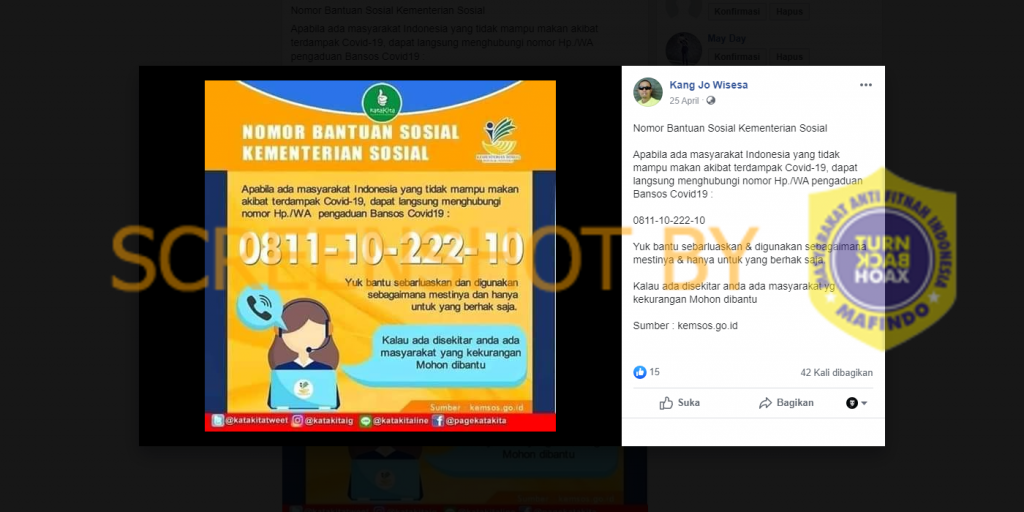 Nomor Bantuan Sosial Kementerian Sosial
Apabila ada masyarakat Indonesia yang tidak mampu makan akibat
terdampak Covid-19, dapat langsung menghubungi nomor Hp./WA
pengaduan Bansos Covid19
Konfirmasi Hapus
May Day
Konfirmasi Hapus
katakita
NOMOR BANTUAN SOSIAL
KEMENTERIAN SOSIAL
KEMENTERIAN SOSIAL
Apabila ada masyarakat Indonesia yang tidak mampu makan
akibat terdampak Covid-19, dapat langsung menghubungi
nomor Hp./WA pengaduan Bansos Covid19 :
0811-10-222-10
Yuk bantu sebarluaskan dan digunakan
sebagaimana mestinya dan hanya
untuk yang berhak saja.
Kalau ada disekitar anda ada
masyarakat yang kekurangan
Mohon dibantu
Sumber : kemsos.go.id
@katakitatweet @katakitaig @katakitaline @pagekatakita
Kang Jo Wisesa
25 April
Nomor Bantuan Sosial Kementerian Sosial
Apabila ada masyarakat Indonesia yang tidak
mampu makan akibat terdampak Covid-19, dapat
langsung menghubungi nomor Hp./WA pengaduan
Bansos Covid19 :
0811-10-222-10
Yuk bantu sebarluaskan & digunakan sebagaimana
mestinya & hanya untuk yang berhak saja
Kalau ada disekitar anda ada masyarakat yg
kekurangan Mohon dibantu
Sumber : kemsos.go.id
15 42 Kali dibagikan
Suka Bagikan
SCREENSHOT BY
MASYARAKAT ANTI FITNAH INDONESIA
TURN
BACK
HOAX
MAFINDO
Mohon dibantu